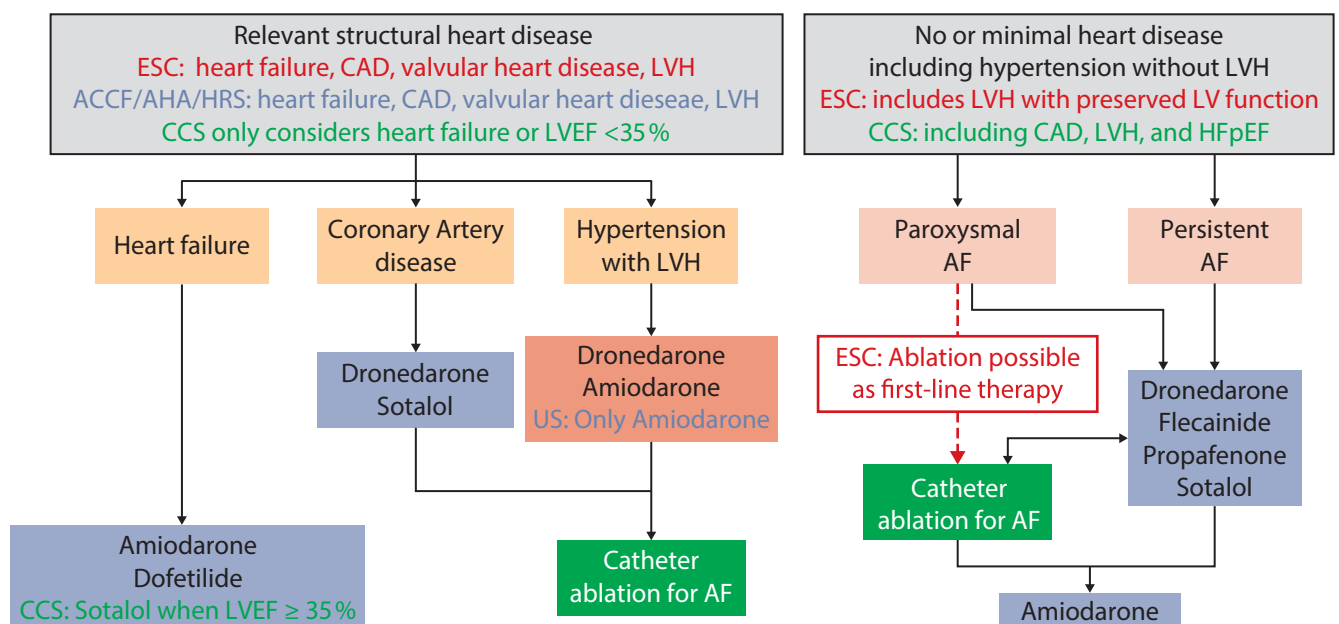 Relevant structural heart disease
ESC: heart failure, CAD, valvular heart disease, LVH
ACCF/AHA/HRS: heart failure, CAD, valvular heart dieseae, LVH
CCS only considers heart failure or LVEF <35%
No or minimal heart disease
including hypertension without LVH
ESC: includes LVH with preserved LV function
CCS: including CAD, LVH, and HFpEF
Heart failure
Coronary Artery
disease
Hypertension
with LVH
Paroxysmal
AF
Persistent
AF
Dronedarone
Sotalol
Dronedarone
Amiodarone
US: Only Amiodarone
ESC: Ablation possible
as first-line therapy
Dronedarone
Flecainide
Propafenone
Sotalol
Catheter
ablation for AF
Amiodarone
Dofetilide
CCS: Sotalol when LVEF ≥ 35%
Catheter
ablation for AF
Amiodarone